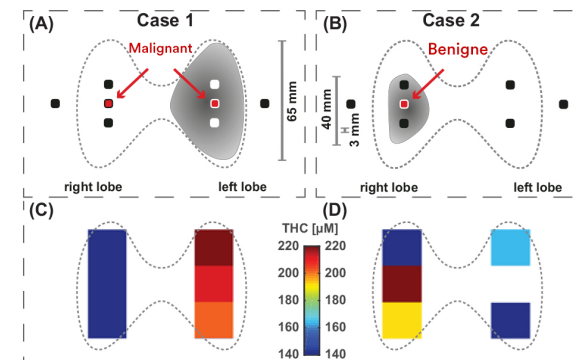 (A) Case 1
Malignant
65 mm
right lobe left lobe
(B) Case 2
Benigne
40 mm
3 mm
right lobe left lobe
(C)
THC [µM]
220 220
200 200
180 180
160 160
140 140
(D)